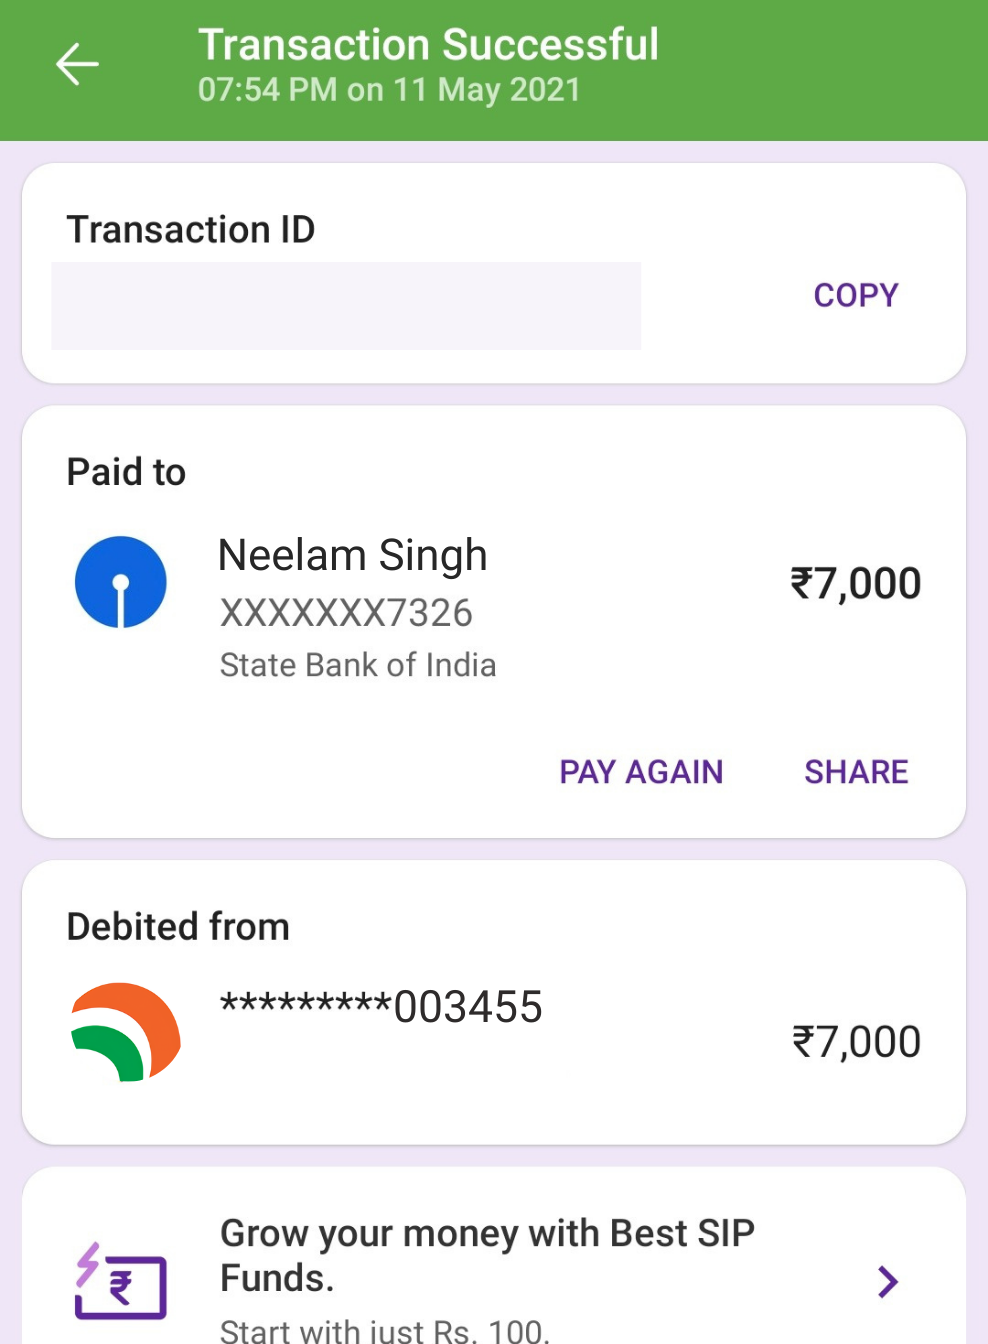 Transaction Successful
07:54 PM on 11 May 2021
Transaction ID
COPY
Paid to
Neelam Singh
₹7,000
XXXXXXX7326
State Bank of India
PAY AGAIN SHARE
Debited from
*********003455
₹7,000
Grow your money with Best SIP
Funds.
Start with just Rs. 100.